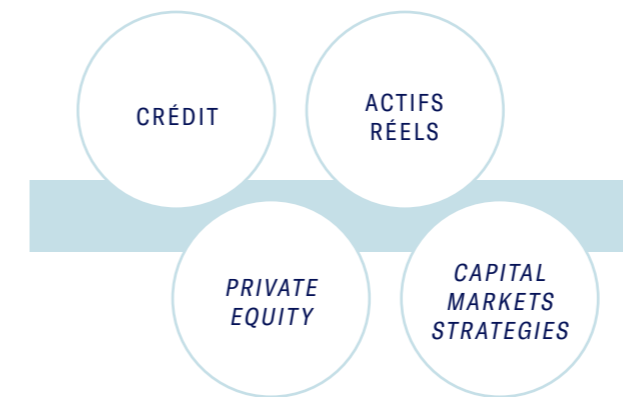 CRÉDIT
ACTIFS
RÉELS
PRIVATE
EQUITY
CAPITAL
MARKETS
STRATEGIES